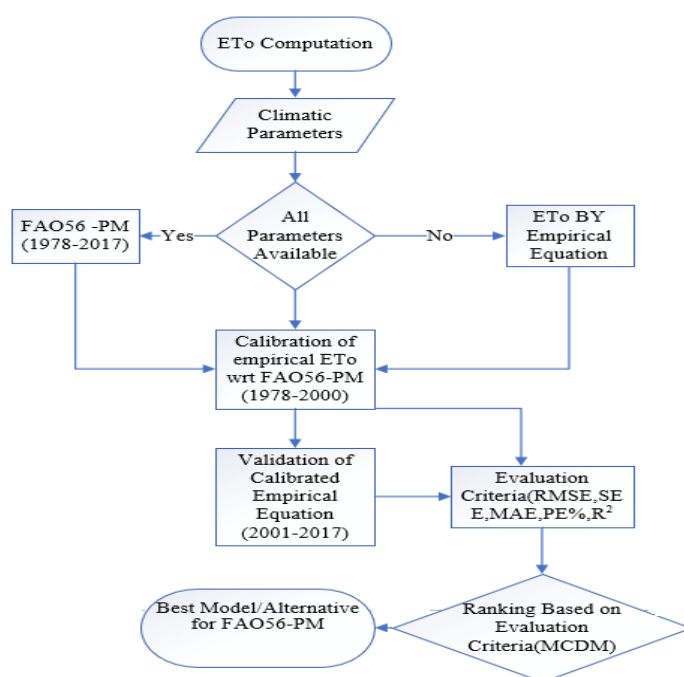 ETo Computation
Climatic
Parameters
All
Parameters
Available
Yes
No
FAO56 -PM
(1978-2017)
ETo BY
Empirical
Equation
Calibration of
empirical ETo
wrt FAO56-PM
(1978-2000)
Validation of
Calibrated
Empirical
Equation
(2001-2017)
Evaluation
Criteria(RMSE,SE
E,MAE,PE%,R²
Ranking Based on
Evaluation
Criteria(MCDM)
Best Model/Alternative
for FAO56-PM